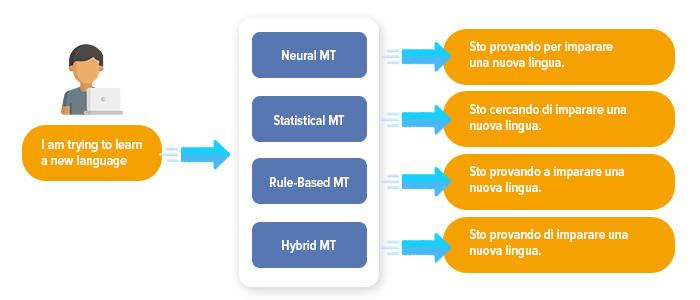 I am trying to learn
a new language
Neural MT
Sto provando per imparare
una nuova lingua.
Statistical MT
Sto cercando di imparare una
nuova lingua.
Rule-Based MT
Sto provando a imparare una
nuova lingua.
Hybrid MT
Sto provando di imparare una
nuova lingua.